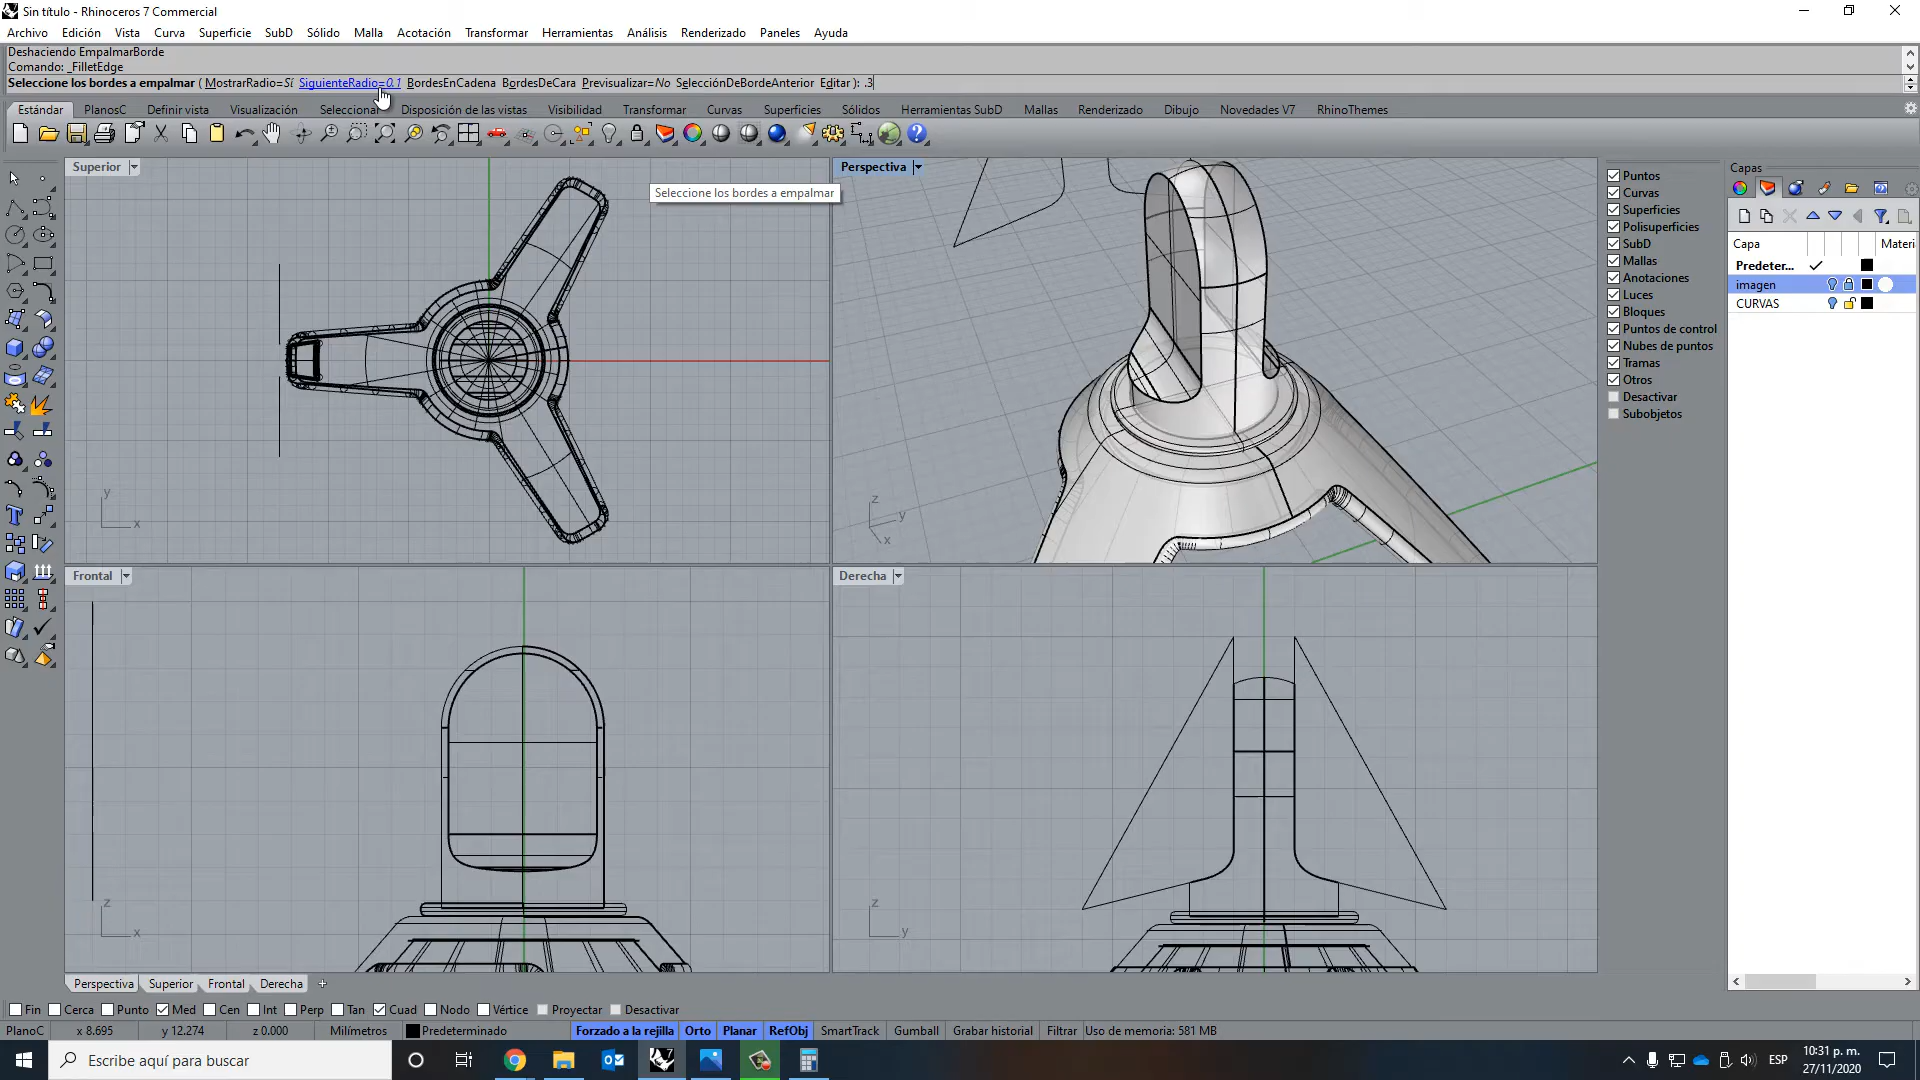 Sin título - Rhinoceros 7 Commercial
Archivo Edición Vista Curva Superficie SubD Sólido Malla Acotación Transformar Herramientas Análisis Renderizado Paneles Ayuda
Deshaciendo EmpalmarBorde
Comando: _FilletEdge
Seleccione los bordes a empalmar ( MostrarRadio=Sí SiguienteRadio=0.1 BordesEnCadena BordesDeCara Previsualizar=No SelecciónDeBordeAnterior Editar ): .3
Estándar PlanosC Definir vista Visualización Seleccionar Disposición de las vistas Visibilidad Transformar Curvas Superficies Sólidos Herramientas SubD Mallas Renderizado Dibujo Novedades V7 RhinoThemes
Superior
Seleccione los bordes a empalmar
y
x
Perspectiva
z
y
x
Frontal
z
x
Derecha
z
y
Puntos
Curvas
Superficies
Polisuperficies
SubD
Mallas
Anotaciones
Luces
Bloques
Puntos de control
Nubes de puntos
Tramas
Otros
Desactivar
Subobjetos
Capas
Capa Materi
Predeter...
imagen
CURVAS
Perspectiva Superior Frontal Derecha
Fin Cerca Punto Med Cen Int Perp Tan Cuad Nodo Vértice Proyectar Desactivar
PlanoC x 8.695 y 12.274 z 0.000 Milímetros Predeterminado Forzado a la rejilla Orto Planar RefObj SmartTrack Gumball Grabar historial Filtrar Uso de memoria: 581 MB
Escribe aquí para buscar
ESP
10:31 p. m.
27/11/2020